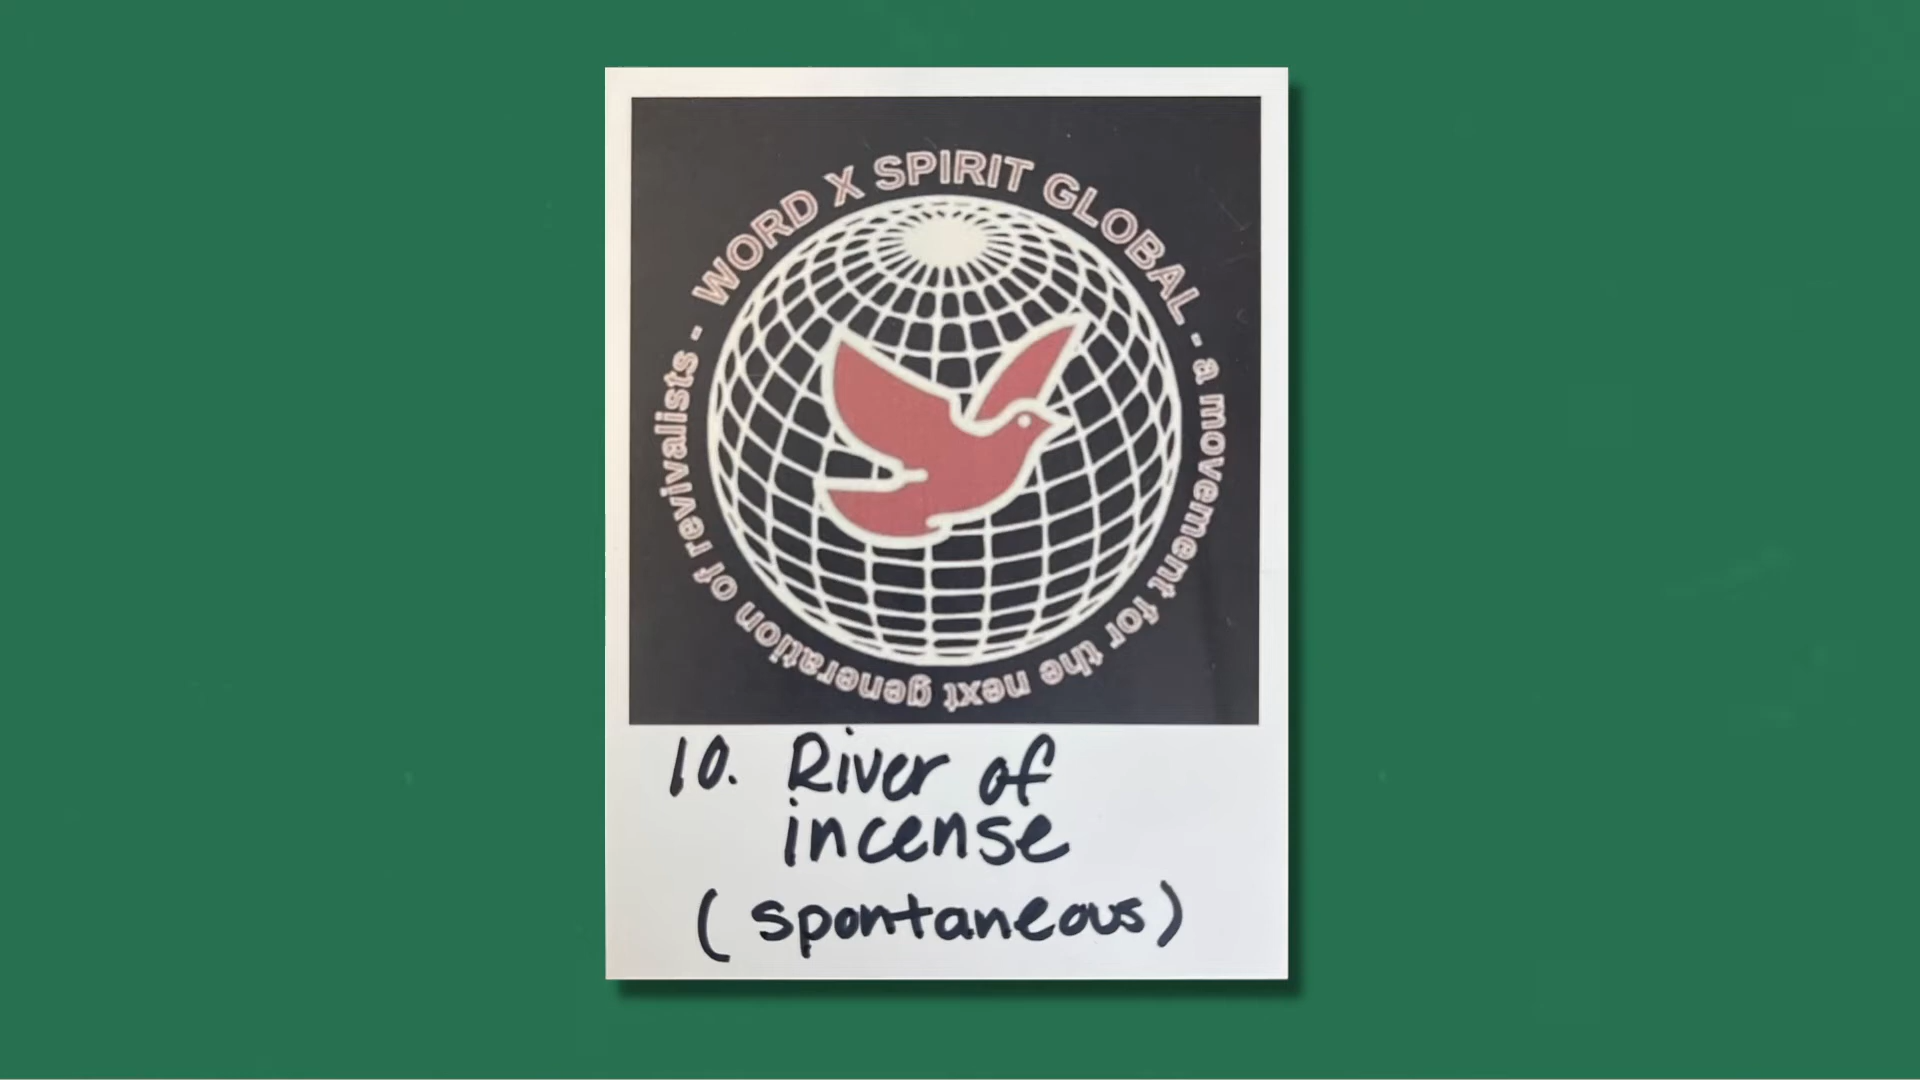 WORD X SPIRIT GLOBAL - a movement for the next generation of revivalists -
10. River of
incense
(spontaneous)